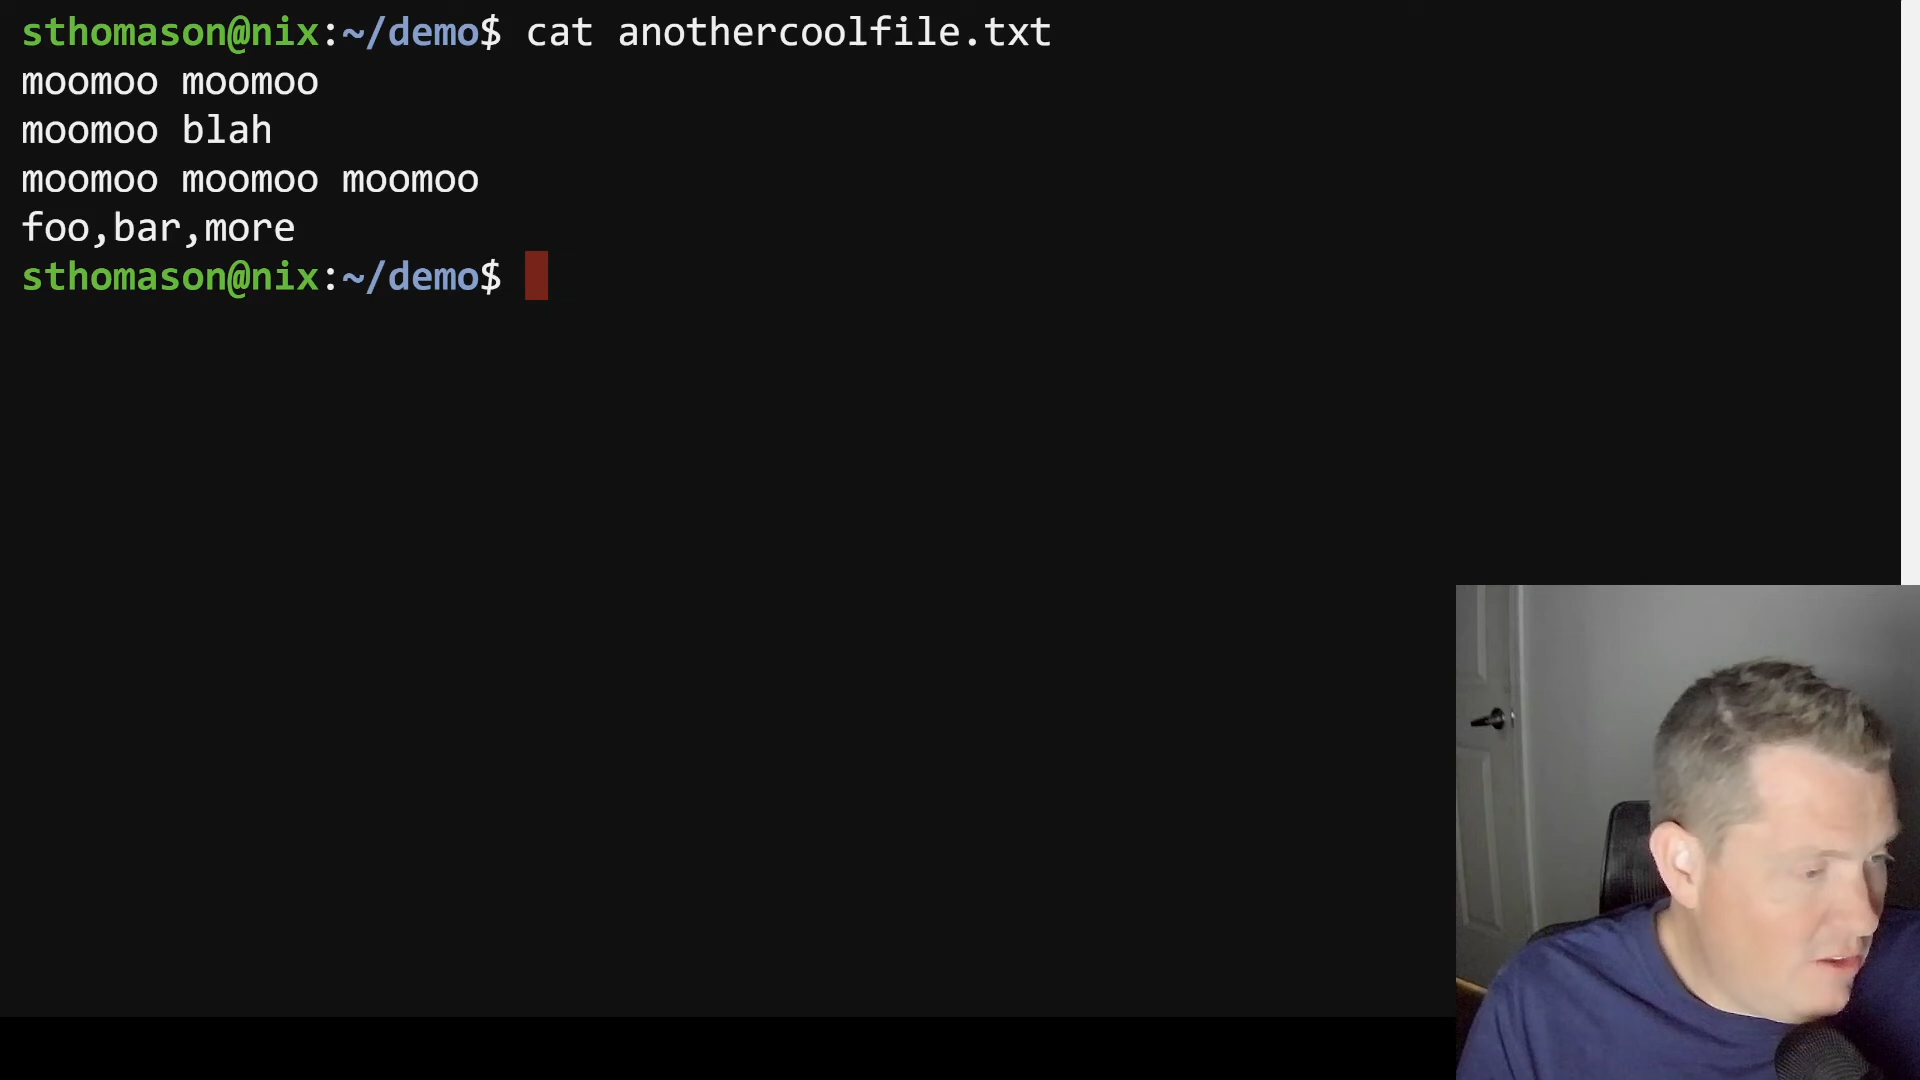 sthomason@nix:~/demo$ cat anothercoolfile.txt
moomoo moomoo
moomoo blah
moomoo moomoo moomoo
foo,bar,more
sthomason@nix:~/demo$